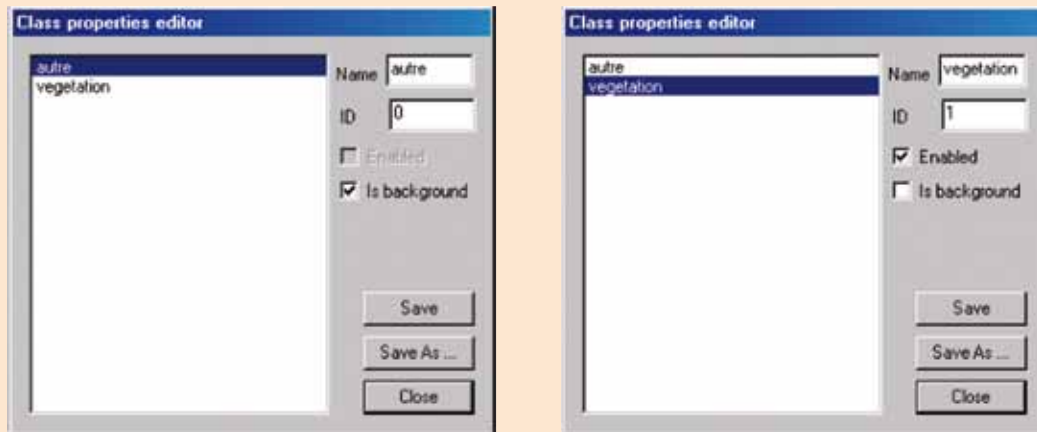 Class properties editor
autre
vegetation
Name autre
ID 0
Enabled
Is background
Save
Save As ...
Close
Class properties editor
autre
vegetation
Name vegetation
ID 1
Enabled
Is background
Save
Save As ...
Close